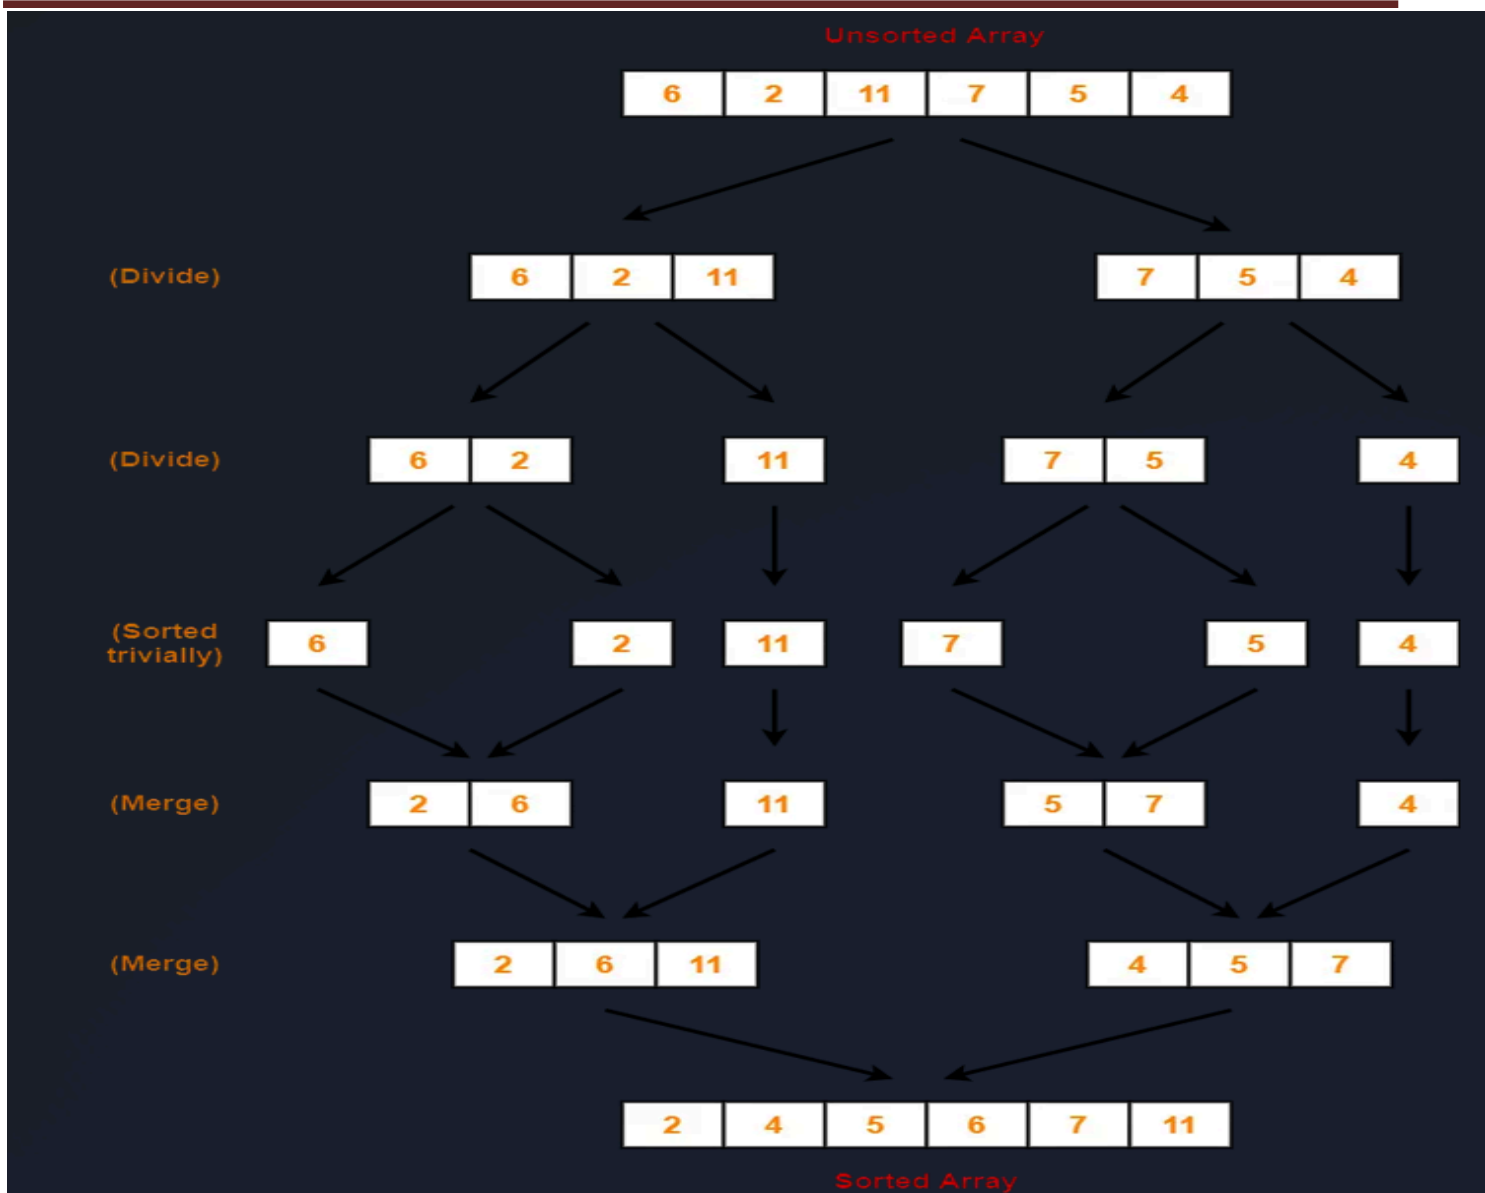 Unsorted Array
6 2 11 7 5 4
(Divide) 6 2 11 7 5 4
(Divide) 6 2 11 7 5 4
(Sorted
trivially) 6 2 11 7 5 4
(Merge) 2 6 11 5 7 4
(Merge) 2 6 11 4 5 7
2 4 5 6 7 11
Sorted Array